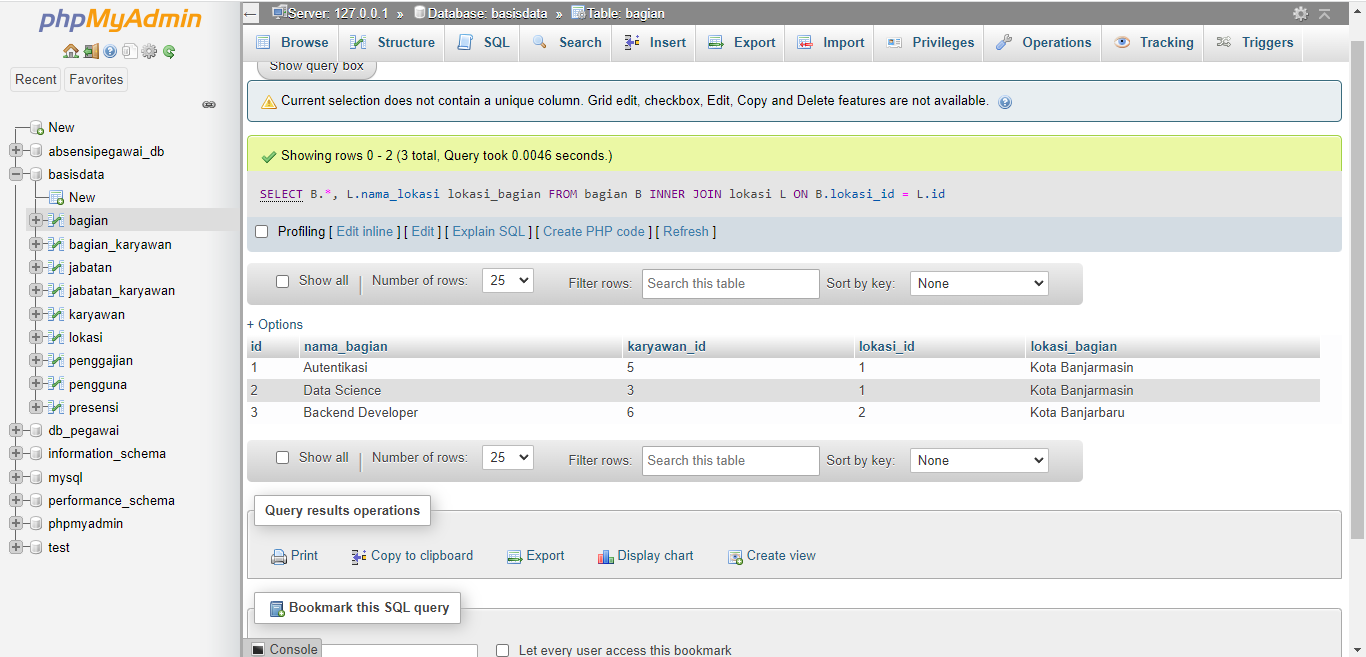 phpMyAdmin
Recent Favorites
New
absensipegawai_db
basisdata
New
bagian
bagian_karyawan
jabatan
jabatan_karyawan
karyawan
lokasi
penggajian
pengguna
presensi
db_pegawai
information_schema
mysql
performance_schema
phpmyadmin
test
Server: 127.0.0.1 » Database: basisdata » Table: bagian
Browse Structure SQL Search Insert Export Import Privileges Operations Tracking Triggers
Show query box
Current selection does not contain a unique column. Grid edit, checkbox, Edit, Copy and Delete features are not available.
Showing rows 0 - 2 (3 total, Query took 0.0046 seconds.)
SELECT B.*, L.nama_lokasi lokasi_bagian FROM bagian B INNER JOIN lokasi L ON B.lokasi_id = L.id
Profiling [ Edit inline ] [ Edit ] [ Explain SQL ] [ Create PHP code ] [ Refresh ]
Show all | Number of rows: 25 Filter rows: Search this table Sort by key: None
+ Options
id nama_bagian karyawan_id lokasi_id lokasi_bagian
1 Autentikasi 5 1 Kota Banjarmasin
2 Data Science 3 1 Kota Banjarmasin
3 Backend Developer 6 2 Kota Banjarbaru
Show all | Number of rows: 25 Filter rows: Search this table Sort by key: None
Query results operations
Print Copy to clipboard Export Display chart Create view
Bookmark this SQL query
Console Let every user access this bookmark